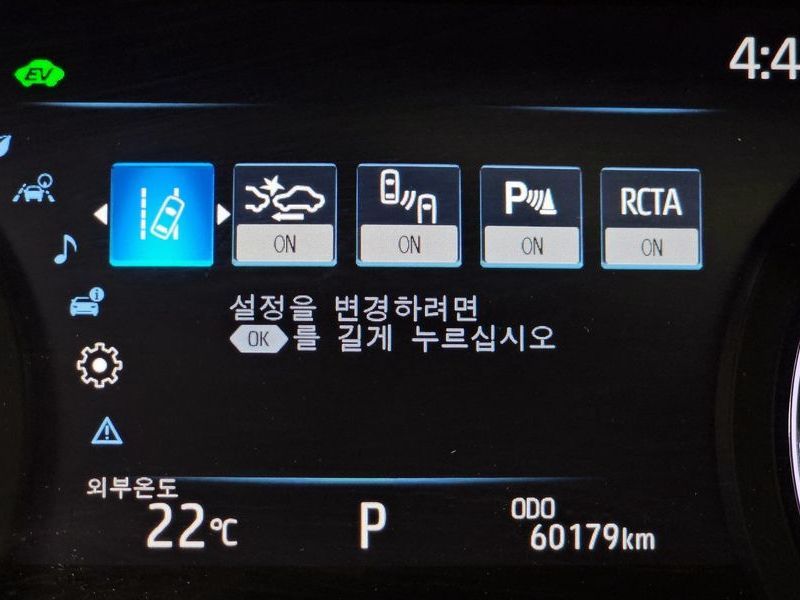 EV
4:4
ON
ON
P
ON
RCTA
ON
설정을 변경하려면
OK 를 길게 누르십시오
외부온도
22℃
P
ODO
60179km